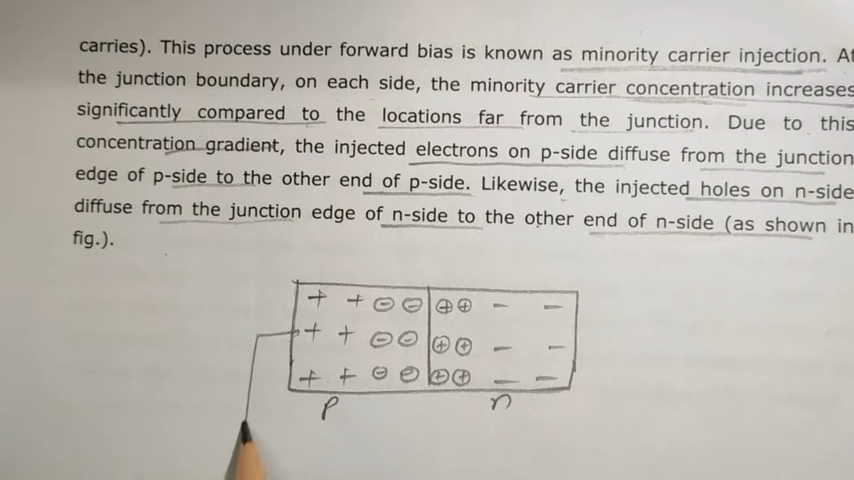 carries). This process under forward bias is known as minority carrier injection. At
the junction boundary, on each side, the minority carrier concentration increases
significantly compared to the locations far from the junction. Due to this
concentration gradient, the injected electrons on p-side diffuse from the junction
edge of p-side to the other end of p-side. Likewise, the injected holes on n-side
diffuse from the junction edge of n-side to the other end of n-side (as shown in
fig.).
+ + ⊖ ⊖ ⊕ ⊕ − −
+ + ⊖ ⊖ ⊕ ⊕ − −
+ + ⊖ ⊖ ⊕ ⊕ − −
p n